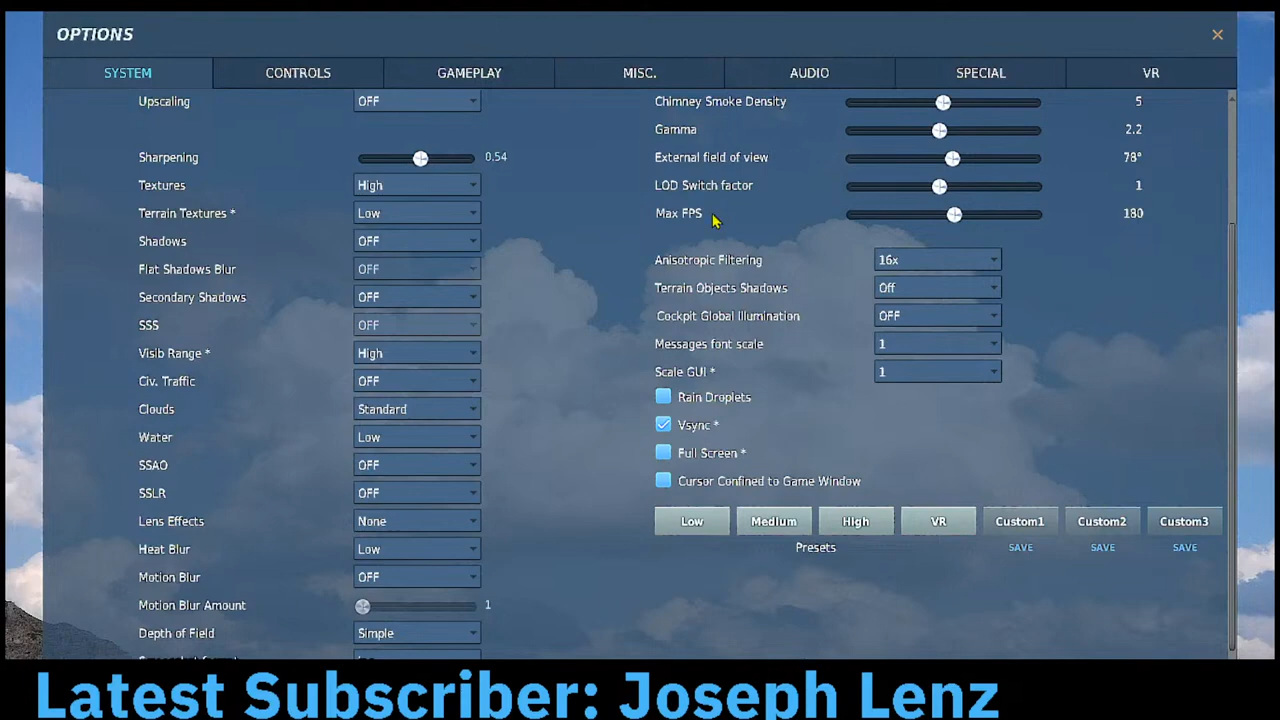 OPTIONS
SYSTEM CONTROLS GAMEPLAY MISC. AUDIO SPECIAL VR
Upscaling OFF
Sharpening 0.54
Textures High
Terrain Textures * Low
Shadows OFF
Flat Shadows Blur OFF
Secondary Shadows OFF
SSS OFF
Visib Range * High
Civ. Traffic OFF
Clouds Standard
Water Low
SSAO OFF
SSLR OFF
Lens Effects None
Heat Blur Low
Motion Blur OFF
Motion Blur Amount 1
Depth of Field Simple
Chimney Smoke Density 5
Gamma 2.2
External field of view 78°
LOD Switch factor 1
Max FPS 180
Anisotropic Filtering 16x
Terrain Objects Shadows Off
Cockpit Global Illumination OFF
Messages font scale 1
Scale GUI * 1
Rain Droplets
Vsync *
Full Screen *
Cursor Confined to Game Window
Low Medium High VR Custom1 Custom2 Custom3
Presets SAVE SAVE SAVE
Latest Subscriber: Joseph Lenz